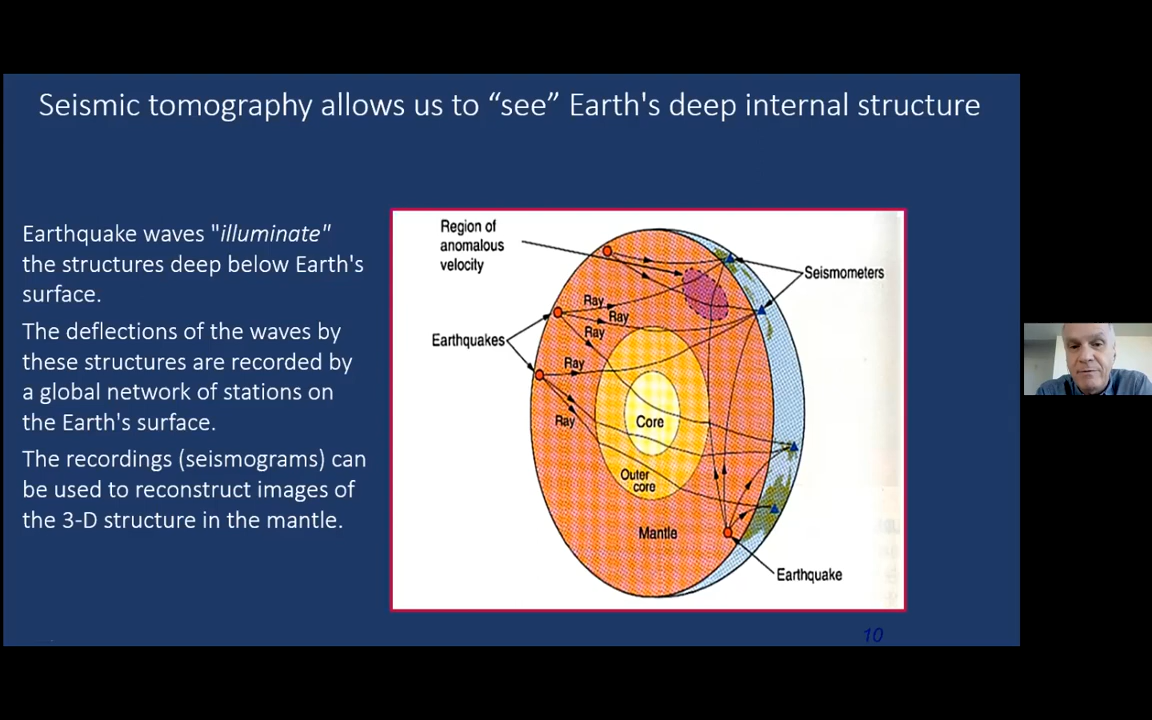 Seismic tomography allows us to “see” Earth's deep internal structure
Earthquake waves "illuminate"
the structures deep below Earth's
surface.
The deflections of the waves by
these structures are recorded by
a global network of stations on
the Earth's surface.
The recordings (seismograms) can
be used to reconstruct images of
the 3-D structure in the mantle.
Region of
anomalous
velocity
Seismometers
Ray
Ray
Ray
Earthquakes
Ray
Ray
Core
Outer
core
Mantle
Earthquake
10